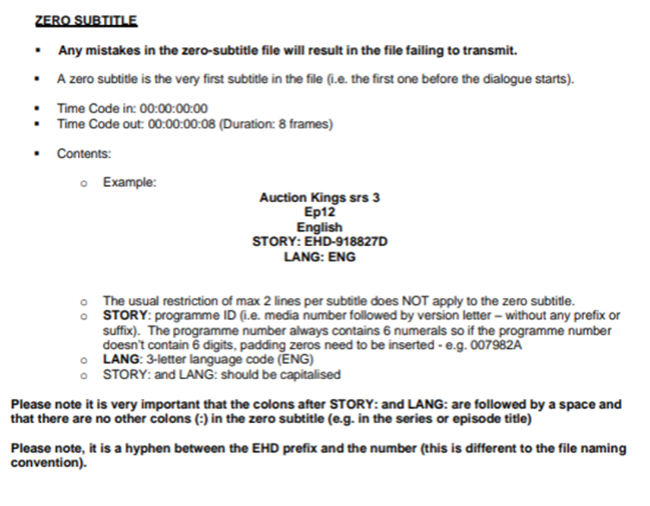 ZERO SUBTITLE
▪ Any mistakes in the zero-subtitle file will result in the file failing to transmit.
▪ A zero subtitle is the very first subtitle in the file (i.e. the first one before the dialogue starts).
▪ Time Code in: 00:00:00:00
▪ Time Code out: 00:00:00:08 (Duration: 8 frames)
▪ Contents:
o Example:
Auction Kings srs 3
Ep12
English
STORY: EHD-918827D
LANG: ENG
o The usual restriction of max 2 lines per subtitle does NOT apply to the zero subtitle.
o STORY: programme ID (i.e. media number followed by version letter – without any prefix or
suffix). The programme number always contains 6 numerals so if the programme number
doesn't contain 6 digits, padding zeros need to be inserted - e.g. 007982A
o LANG: 3-letter language code (ENG)
o STORY: and LANG: should be capitalised
Please note it is very important that the colons after STORY: and LANG: are followed by a space and
that there are no other colons (:) in the zero subtitle (e.g. in the series or episode title)
Please note, it is a hyphen between the EHD prefix and the number (this is different to the file naming
convention).